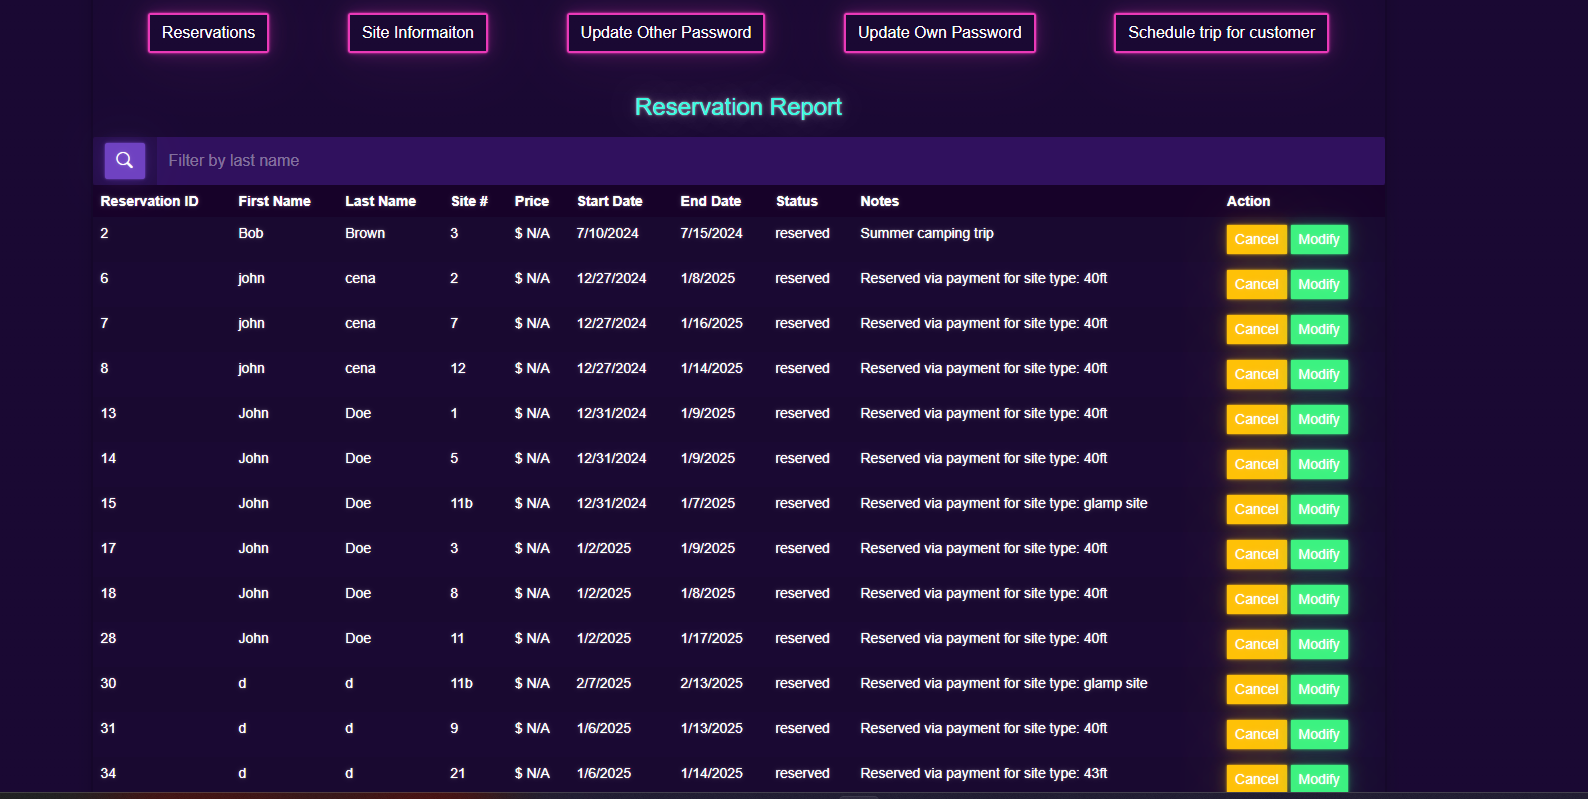 Reservations Site Informaiton Update Other Password Update Own Password Schedule trip for customer
Reservation Report
Filter by last name
Reservation ID First Name Last Name Site # Price Start Date End Date Status Notes Action
2 Bob Brown 3 $ N/A 7/10/2024 7/15/2024 reserved Summer camping trip Cancel Modify
6 john cena 2 $ N/A 12/27/2024 1/8/2025 reserved Reserved via payment for site type: 40ft Cancel Modify
7 john cena 7 $ N/A 12/27/2024 1/16/2025 reserved Reserved via payment for site type: 40ft Cancel Modify
8 john cena 12 $ N/A 12/27/2024 1/14/2025 reserved Reserved via payment for site type: 40ft Cancel Modify
13 John Doe 1 $ N/A 12/31/2024 1/9/2025 reserved Reserved via payment for site type: 40ft Cancel Modify
14 John Doe 5 $ N/A 12/31/2024 1/9/2025 reserved Reserved via payment for site type: 40ft Cancel Modify
15 John Doe 11b $ N/A 12/31/2024 1/7/2025 reserved Reserved via payment for site type: glamp site Cancel Modify
17 John Doe 3 $ N/A 1/2/2025 1/9/2025 reserved Reserved via payment for site type: 40ft Cancel Modify
18 John Doe 8 $ N/A 1/2/2025 1/8/2025 reserved Reserved via payment for site type: 40ft Cancel Modify
28 John Doe 11 $ N/A 1/2/2025 1/17/2025 reserved Reserved via payment for site type: 40ft Cancel Modify
30 d d 11b $ N/A 2/7/2025 2/13/2025 reserved Reserved via payment for site type: glamp site Cancel Modify
31 d d 9 $ N/A 1/6/2025 1/13/2025 reserved Reserved via payment for site type: 40ft Cancel Modify
34 d d 21 $ N/A 1/6/2025 1/14/2025 reserved Reserved via payment for site type: 43ft Cancel Modify